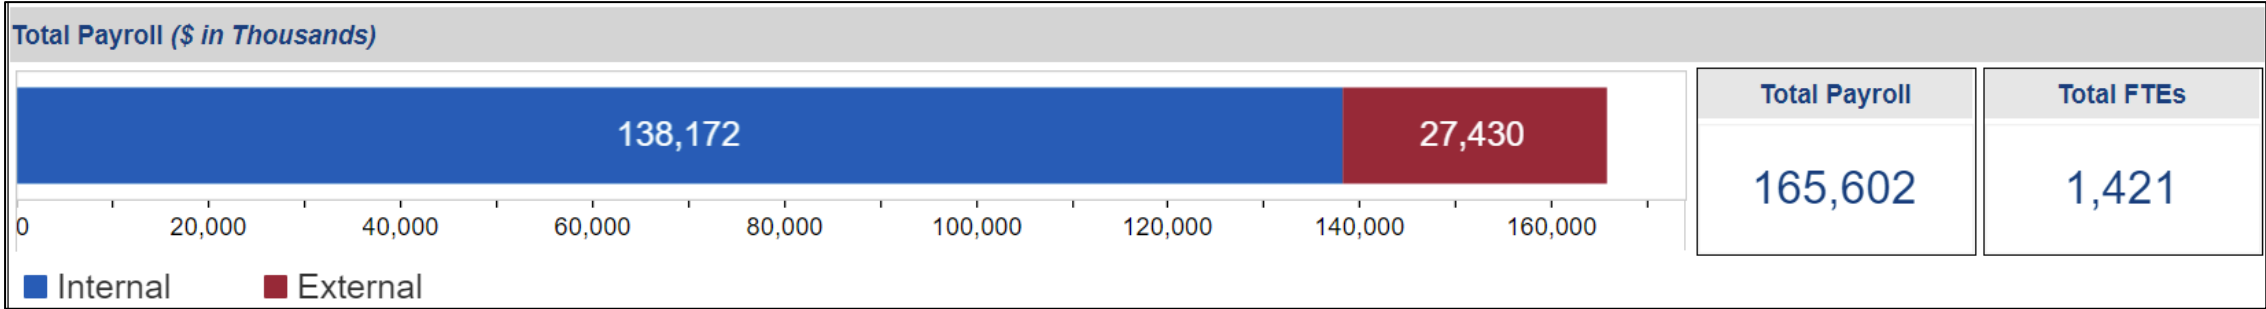 Total Payroll ($ in Thousands)
138,172 27,430
0 20,000 40,000 60,000 80,000 100,000 120,000 140,000 160,000
Internal External
Total Payroll
165,602
Total FTEs
1,421